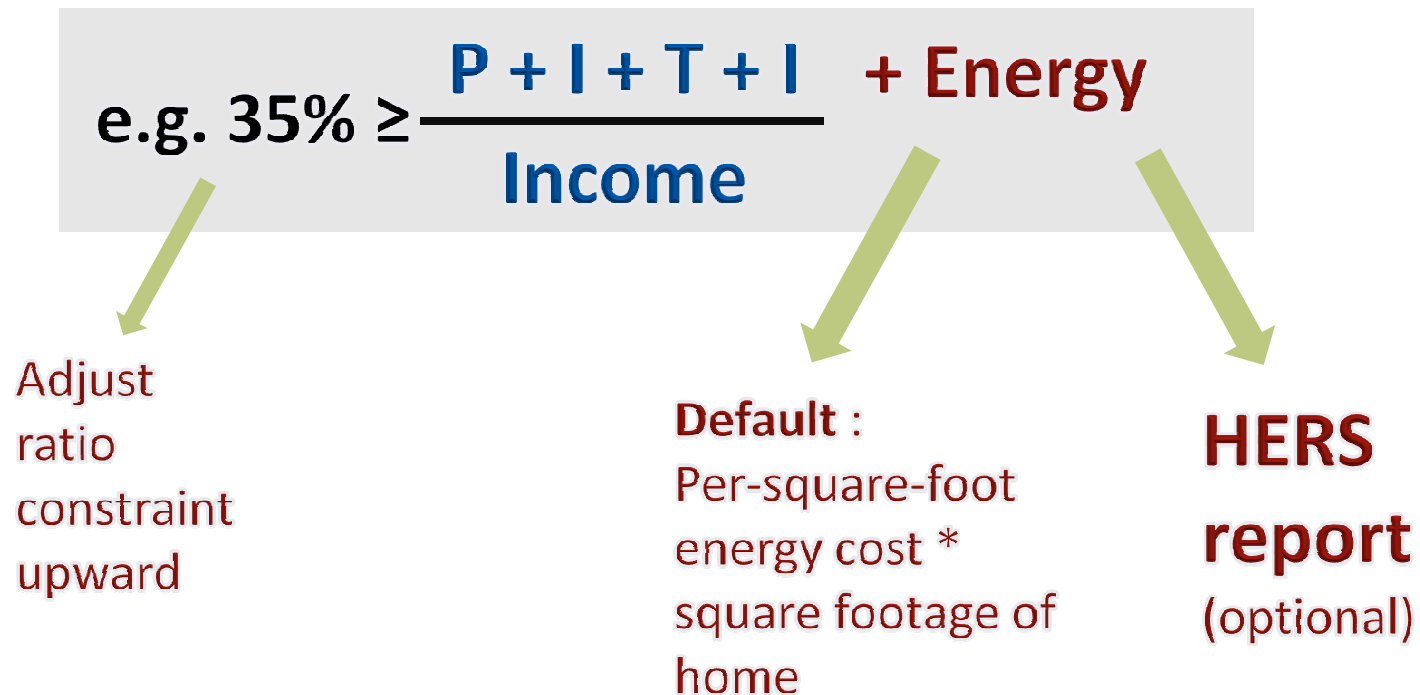 P + I + T + I + Energy
e.g. 35% ≥
Income
Adjust
ratio
constraint
upward
Default :
Per-square-foot
energy cost *
square footage of
home
HERS
report
(optional)